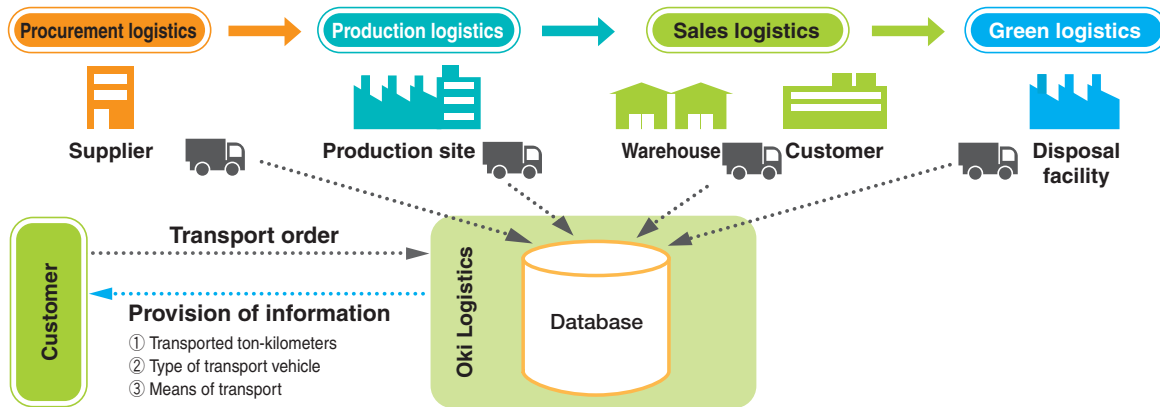 Procurement logistics
Production logistics
Sales logistics
Green logistics
Supplier
Production site
Warehouse
Customer
Disposal
facility
Customer
Transport order
Provision of information
① Transported ton-kilometers
② Type of transport vehicle
③ Means of transport
Oki Logistics
Database